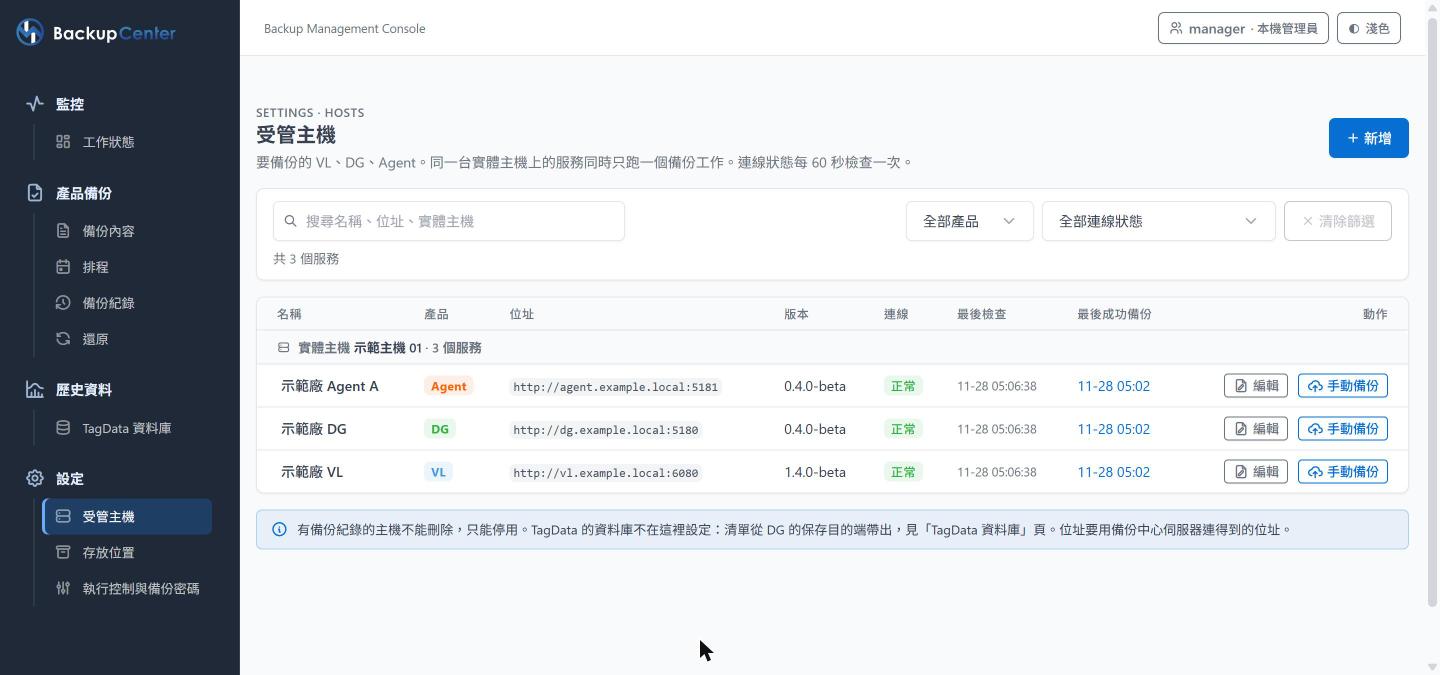 BackupCenter
Backup Management Console
manager · 本機管理員
淺色
監控
工作狀態
產品備份
備份內容
排程
備份紀錄
還原
歷史資料
TagData 資料庫
設定
受管主機
存放位置
執行控制與備份密碼
SETTINGS · HOSTS
受管主機
要備份的 VL、DG、Agent。同一台實體主機上的服務同時只跑一個備份工作。連線狀態每 60 秒檢查一次。
+ 新增
搜尋名稱、位址、實體主機
全部產品
全部連線狀態
× 清除篩選
共 3 個服務
名稱 產品 位址 版本 連線 最後檢查 最後成功備份 動作
實體主機 示範主機 01 · 3 個服務
示範廠 Agent A Agent http://agent.example.local:5181 0.4.0-beta 正常 11-28 05:06:38 11-28 05:02 編輯 手動備份
示範廠 DG DG http://dg.example.local:5180 0.4.0-beta 正常 11-28 05:06:38 11-28 05:02 編輯 手動備份
示範廠 VL VL http://vl.example.local:6080 1.4.0-beta 正常 11-28 05:06:38 11-28 05:02 編輯 手動備份
有備份紀錄的主機不能刪除，只能停用。TagData 的資料庫不在這裡設定：清單從 DG 的保存目的端帶出，見「TagData 資料庫」頁。位址要用備份中心伺服器連得到的位址。